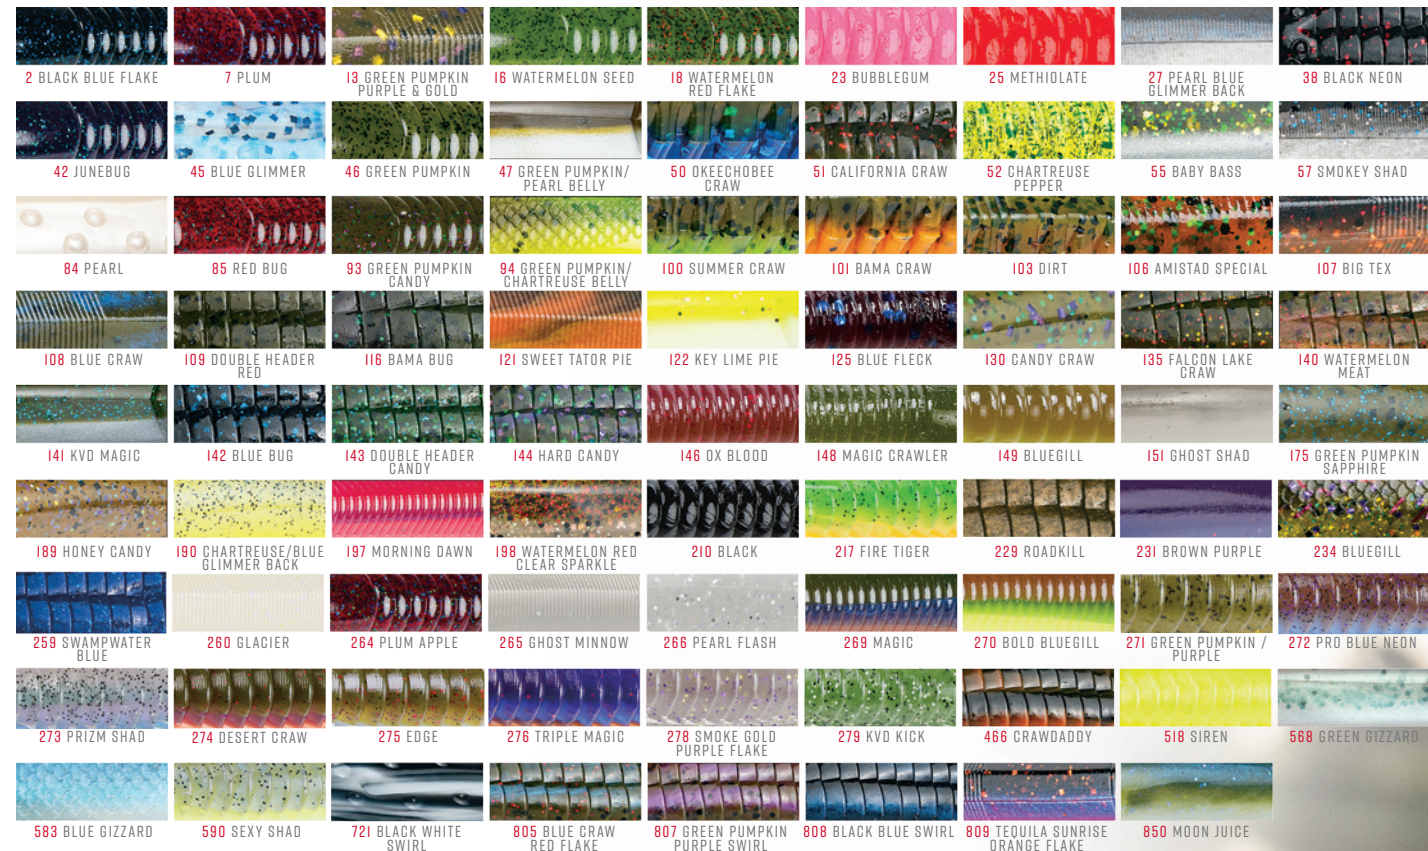 2 BLACK BLUE FLAKE
7 PLUM
13 GREEN PUMPKIN
PURPLE & GOLD
16 WATERMELON SEED
18 WATERMELON
RED FLAKE
23 BUBBLEGUM
25 METHIOLATE
27 PEARL BLUE
GLIMMER BACK
38 BLACK NEON
42 JUNEBUG
45 BLUE GLIMMER
46 GREEN PUMPKIN
47 GREEN PUMPKIN/
PEARL BELLY
50 OKEECHOBEE
CRAW
51 CALIFORNIA CRAW
52 CHARTREUSE
PEPPER
55 BABY BASS
57 SMOKEY SHAD
84 PEARL
85 RED BUG
93 GREEN PUMPKIN
CANDY
94 GREEN PUMPKIN/
CHARTREUSE BELLY
100 SUMMER CRAW
101 BAMA CRAW
103 DIRT
106 AMISTAD SPECIAL
107 BIG TEX
108 BLUE CRAW
109 DOUBLE HEADER
RED
116 BAMA BUG
121 SWEET TATOR PIE
122 KEY LIME PIE
125 BLUE FLECK
130 CANDY CRAW
135 FALCON LAKE
CRAW
140 WATERMELON
MEAT
141 KVD MAGIC
142 BLUE BUG
143 DOUBLE HEADER
CANDY
144 HARD CANDY
146 OX BLOOD
148 MAGIC CRAWLER
149 BLUEGILL
151 GHOST SHAD
175 GREEN PUMPKIN
SAPPHIRE
189 HONEY CANDY
190 CHARTREUSE/BLUE
GLIMMER BACK
197 MORNING DAWN
198 WATERMELON RED
CLEAR SPARKLE
210 BLACK
217 FIRE TIGER
229 ROADKILL
231 BROWN PURPLE
234 BLUEGILL
259 SWAMPWATER
BLUE
260 GLACIER
264 PLUM APPLE
265 GHOST MINNOW
266 PEARL FLASH
269 MAGIC
270 BOLD BLUEGILL
271 GREEN PUMPKIN /
PURPLE
272 PRO BLUE NEON
273 PRIZM SHAD
274 DESERT CRAW
275 EDGE
276 TRIPLE MAGIC
278 SMOKE GOLD
PURPLE FLAKE
279 KVD KICK
466 CRAWDADDY
518 SIREN
568 GREEN GIZZARD
583 BLUE GIZZARD
590 SEXY SHAD
721 BLACK WHITE
SWIRL
805 BLUE CRAW
RED FLAKE
807 GREEN PUMPKIN
PURPLE SWIRL
808 BLACK BLUE SWIRL
809 TEQUILA SUNRISE
ORANGE FLAKE
850 MOON JUICE